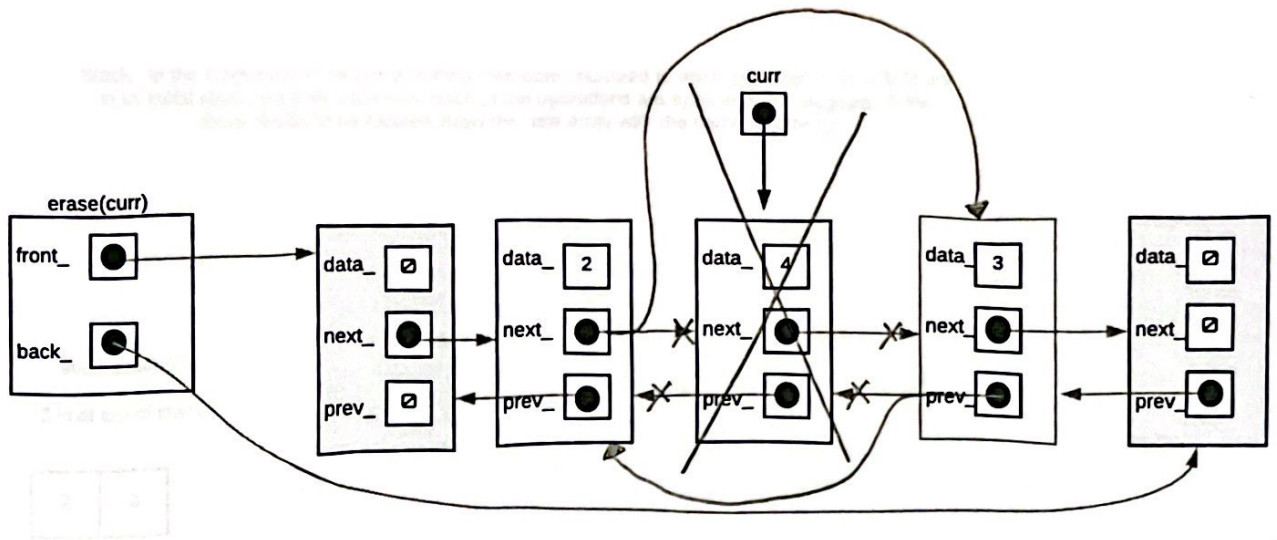 curr
erase(curr)
front_
back_
data_ ∅
next_
prev_ ∅
data_ 2
next_
prev_
data_ 4
next_
prev_
data_ 3
next_
prev_
data_ ∅
next_ ∅
prev_